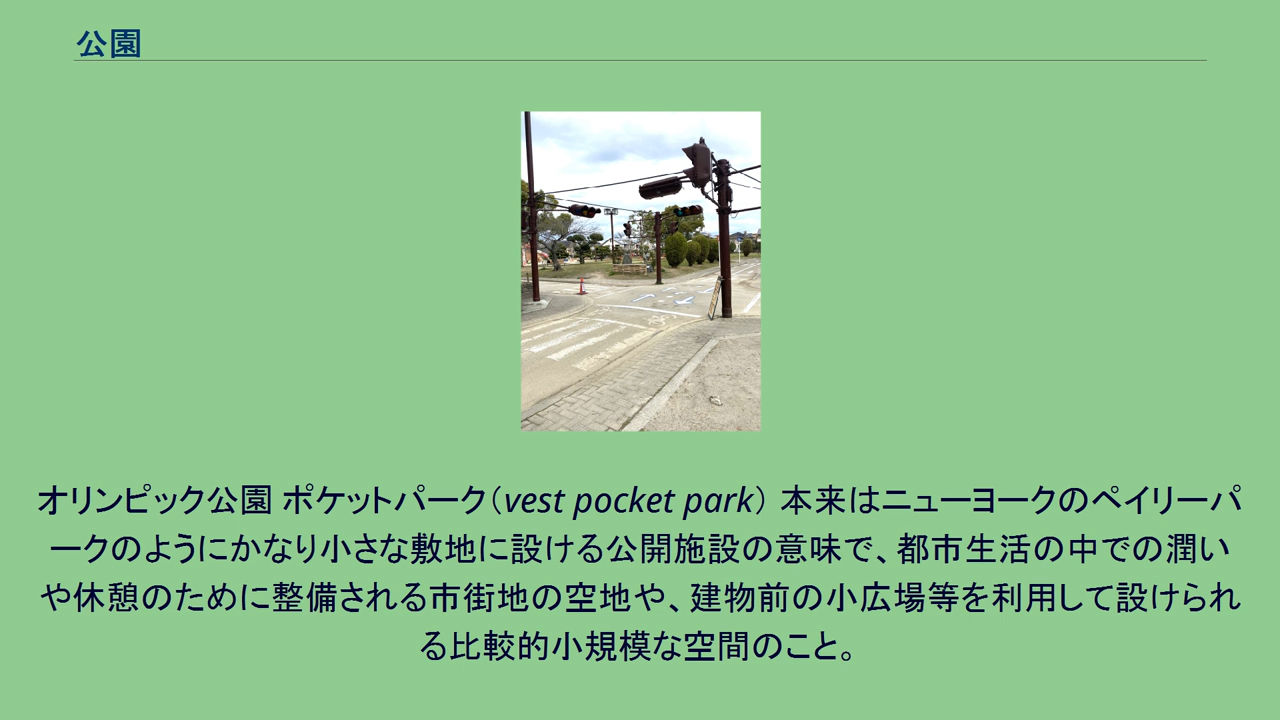 公園
オリンピック公園 ポケットパーク（vest pocket park） 本来はニューヨークのペイリーパ
ークのようにかなり小さな敷地に設ける公開施設の意味で、都市生活の中での潤い
や休憩のために整備される市街地の空地や、建物前の小広場等を利用して設けられ
る比較的小規模な空間のこと。